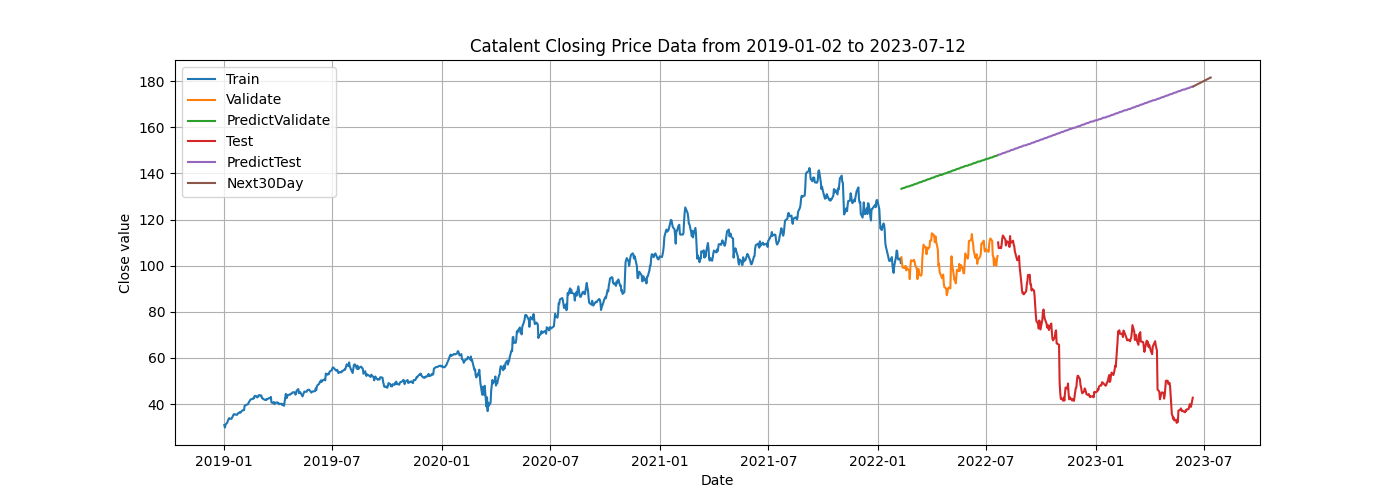 Catalent Closing Price Data from 2019-01-02 to 2023-07-12
Train
Validate
PredictValidate
Test
PredictTest
Next30Day
Close value
180
160
140
120
100
80
60
40
2019-01
2019-07
2020-01
2020-07
2021-01
2021-07
2022-01
2022-07
2023-01
2023-07
Date